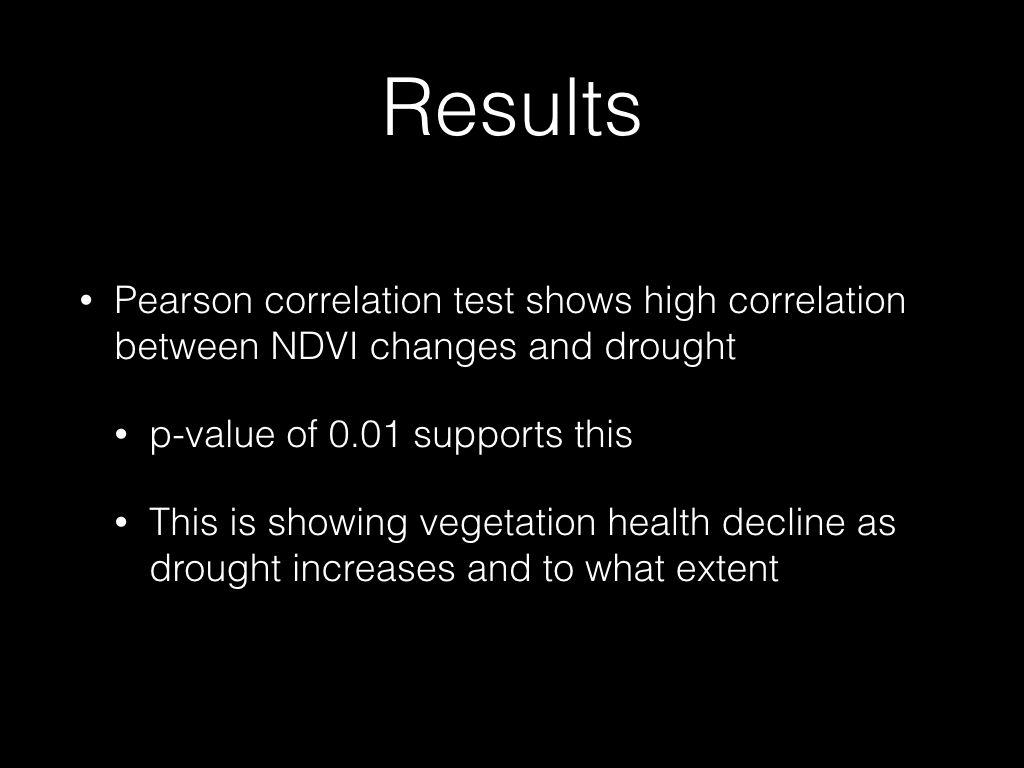 Results
• Pearson correlation test shows high correlation
between NDVI changes and drought
• p-value of 0.01 supports this
• This is showing vegetation health decline as
drought increases and to what extent